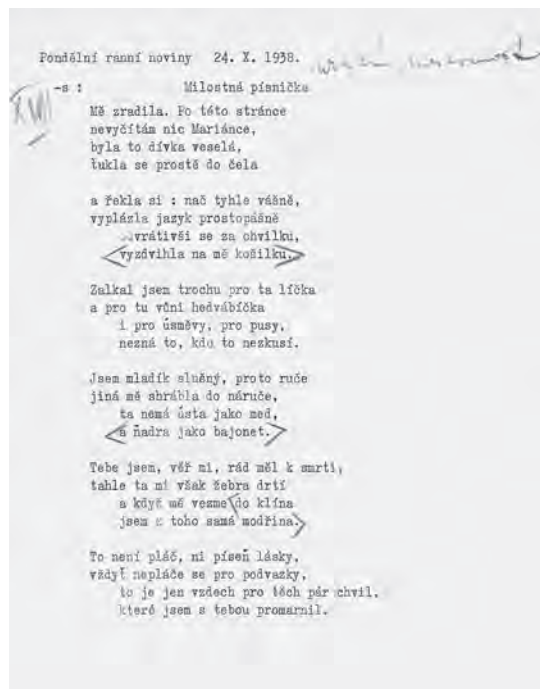 Pondělní ranní noviny 24. X. 1938.
-s : Milostná písnička
XVII
Mě zradila. Po této stránce
nevyčítám nic Mariánce,
byla to dívka veselá,
ťukla se prostě do čela
a řekla si : nač tyhle vášně,
vyplázla jazyk prostopášně
vrátivši se za chvilku,
vyzdvihla na mě košilku.
Zalkal jsem trochu pro ta líčka
a pro tu vůni hedvábíčka
i pro úsměvy, pro pusy,
nezná to, kdo to nezkusí.
Jsem mladík slušný, proto ruče
jiná mě shrábla do náruče,
ta nemá ústa jako med,
a ňadra jako bajonet.
Tebe jsem, věř mi, rád měl k smrti,
tahle ta mi však žebra drtí
a když mě vezme do klína
jsem z toho samá modřina.
To není pláč, ni píseň lásky,
vždyť nepláče se pro podvazky,
to je jen vzdech pro těch pár chvil,
které jsem s tebou promarnil.